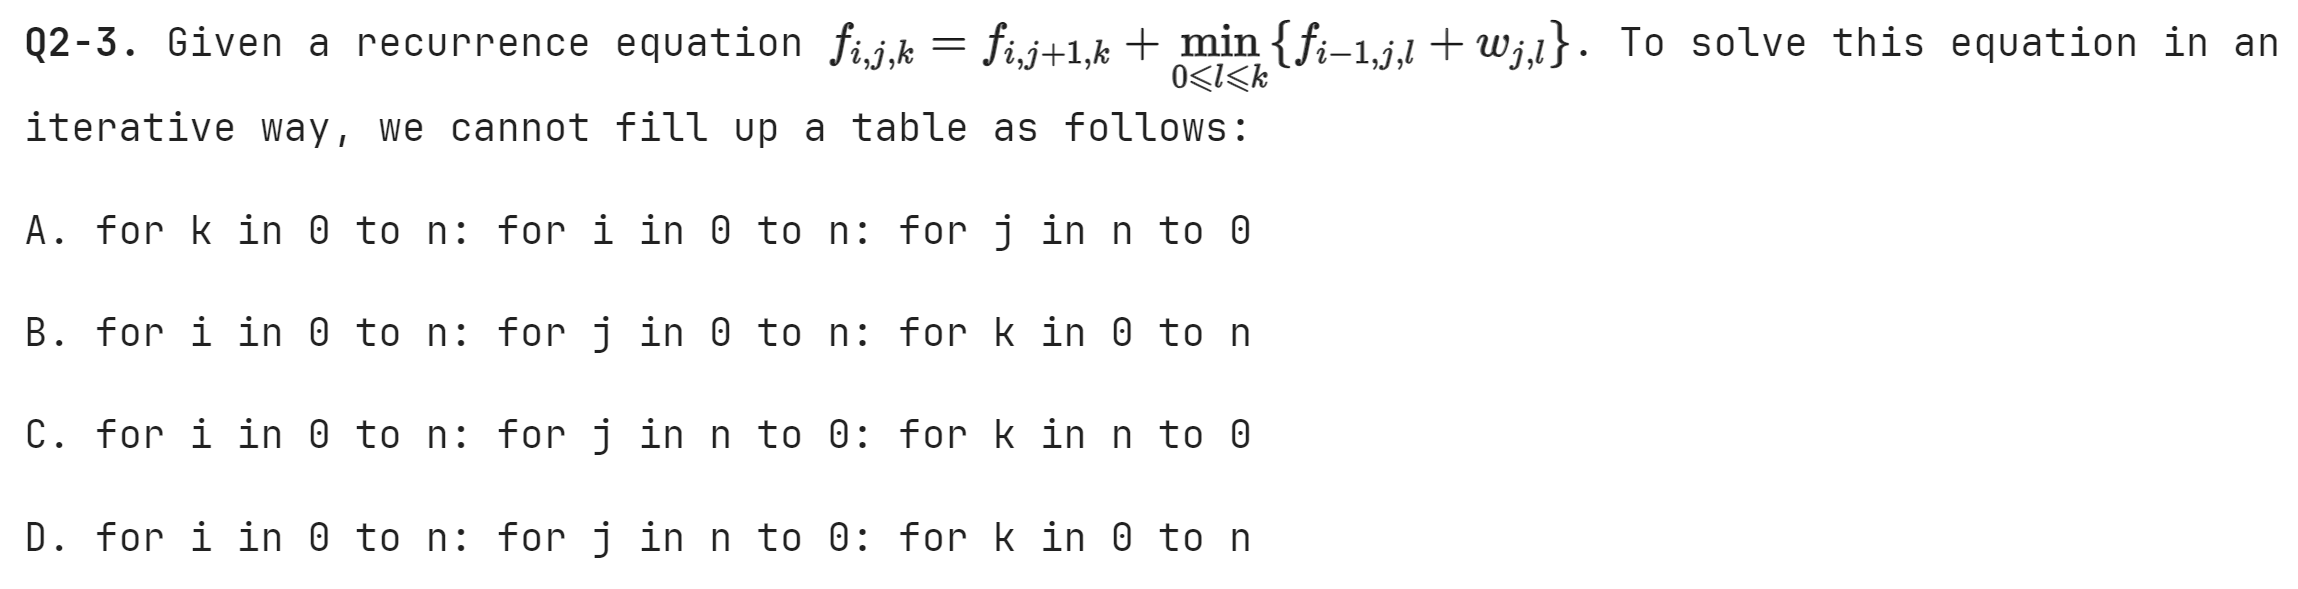 Q2-3. Given a recurrence equation $f_{i,j,k} = f_{i,j+1,k} + \min_{0 \leqslant l \leqslant k} \{f_{i-1,j,l} + w_{j,l}\}$. To solve this equation in an
iterative way, we cannot fill up a table as follows:
A. for k in 0 to n: for i in 0 to n: for j in n to 0
B. for i in 0 to n: for j in 0 to n: for k in 0 to n
C. for i in 0 to n: for j in n to 0: for k in n to 0
D. for i in 0 to n: for j in n to 0: for k in 0 to n